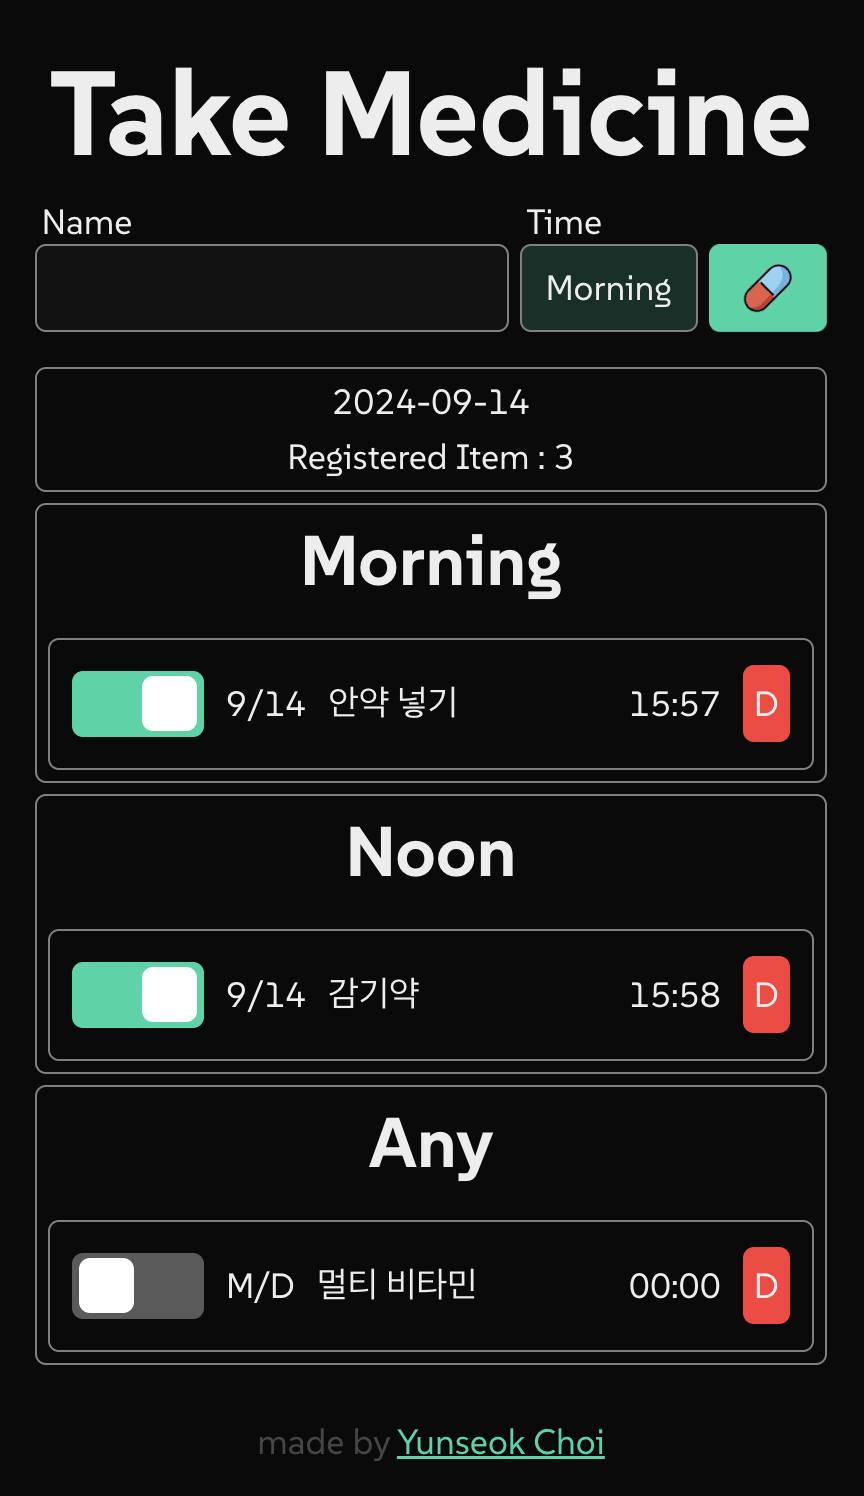 Take Medicine
Name Time
Morning
2024-09-14
Registered Item : 3
Morning
9/14 안약 넣기 15:57 D
Noon
9/14 감기약 15:58 D
Any
M/D 멀티 비타민 00:00 D
made by Yunseok Choi